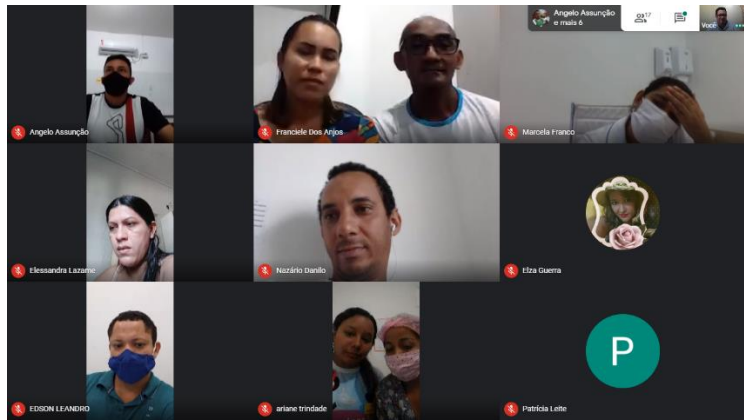 Angelo Assunção
e mais 6
17
Você
Angelo Assunção
Franciele Dos Anjos
Marcela Franco
Elessandra Lazame
Nazário Danilo
Elza Guerra
EDSON LEANDRO
ariane trindade
P
Patrícia Leite